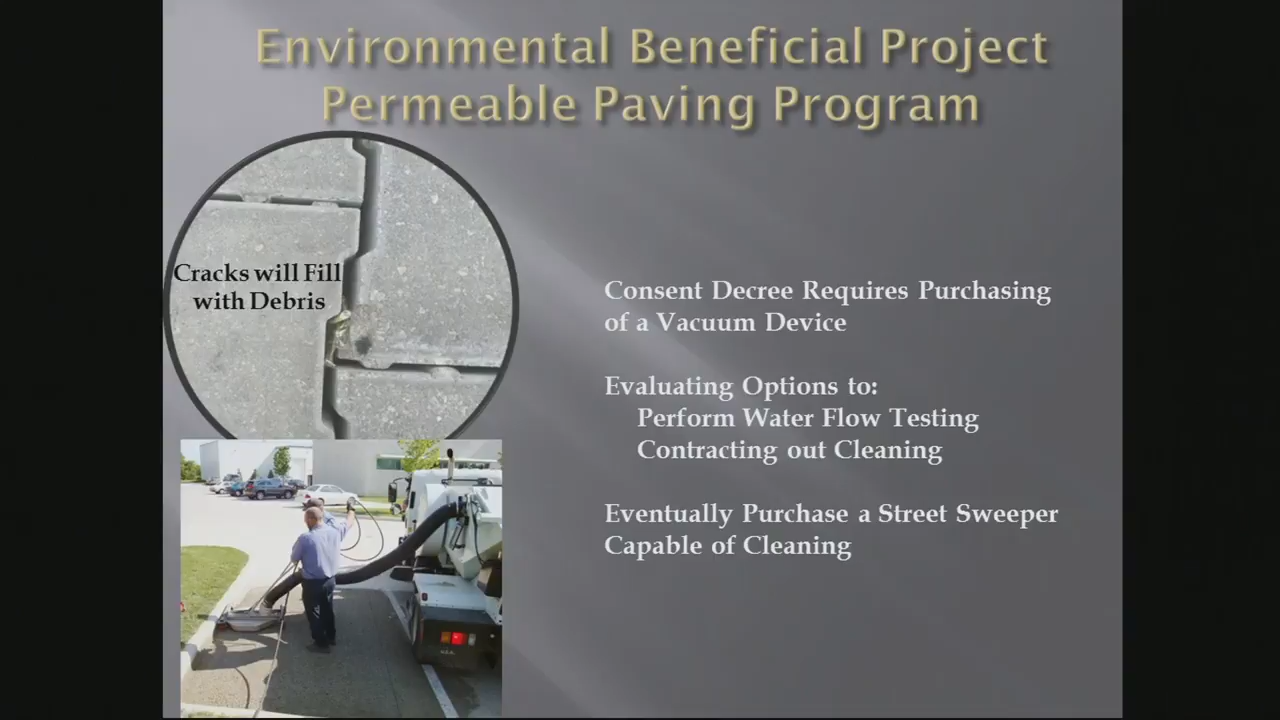 Environmental Beneficial Project
Permeable Paving Program
Cracks will Fill
with Debris
Consent Decree Requires Purchasing
of a Vacuum Device
Evaluating Options to:
Perform Water Flow Testing
Contracting out Cleaning
Eventually Purchase a Street Sweeper
Capable of Cleaning